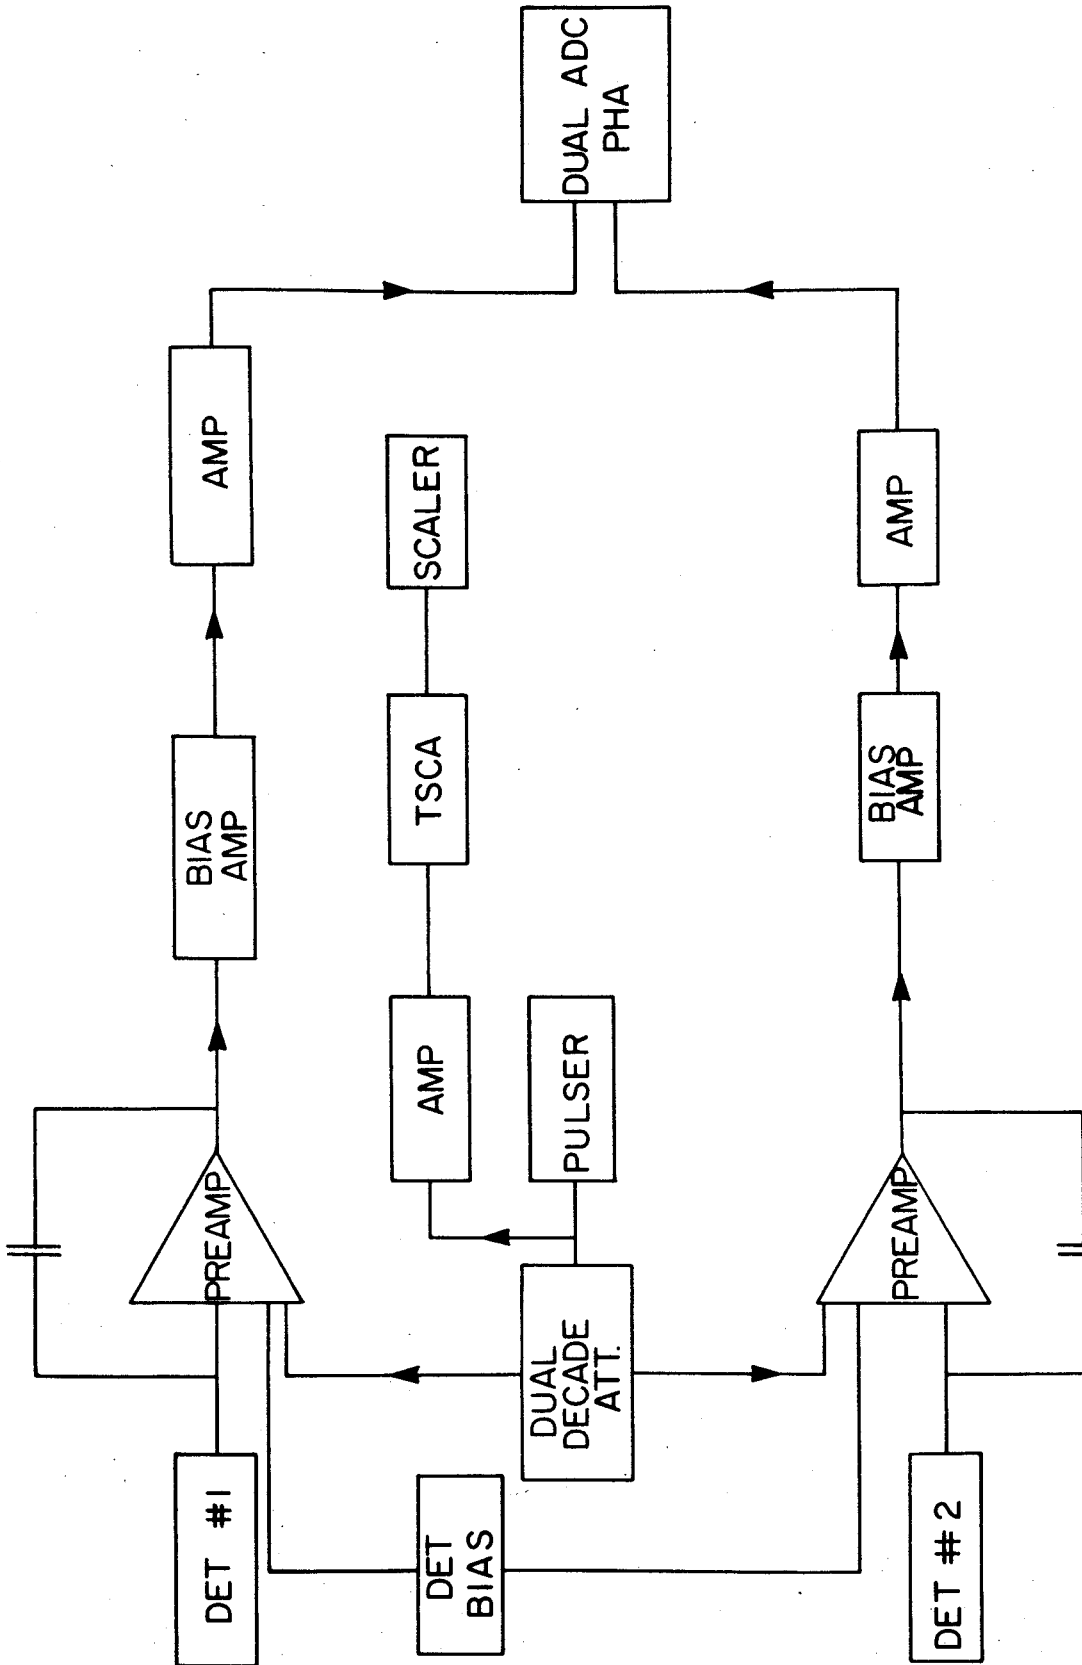 DET #1
PREAMP
BIAS
AMP
AMP
DET
BIAS
DUAL
DECADE
ATT.
PULSER
AMP
TSCA
SCALER
DUAL ADC
PHA
DET #2
PREAMP
BIAS
AMP
AMP